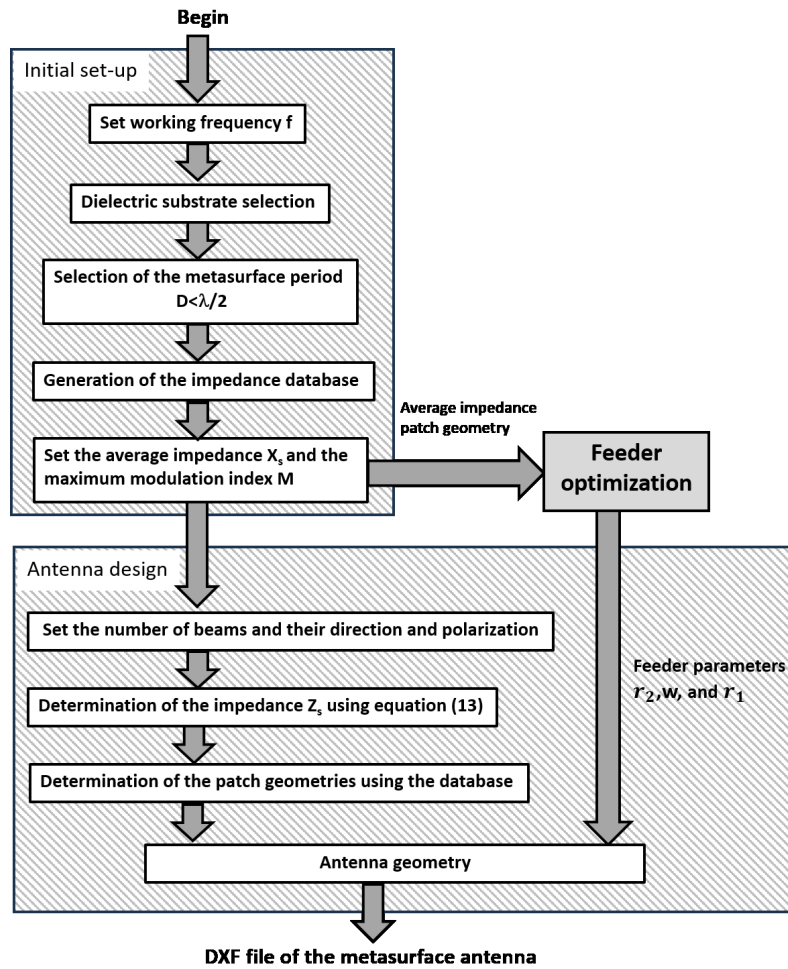 Begin
Initial set-up
Set working frequency f
Dielectric substrate selection
Selection of the metasurface period
D<λ/2
Generation of the impedance database
Set the average impedance Xₛ and the
maximum modulation index M
Average impedance
patch geometry
Feeder
optimization
Antenna design
Set the number of beams and their direction and polarization
Determination of the impedance Zₛ using equation (13)
Determination of the patch geometries using the database
Feeder parameters
r₂,w, and r₁
Antenna geometry
DXF file of the metasurface antenna